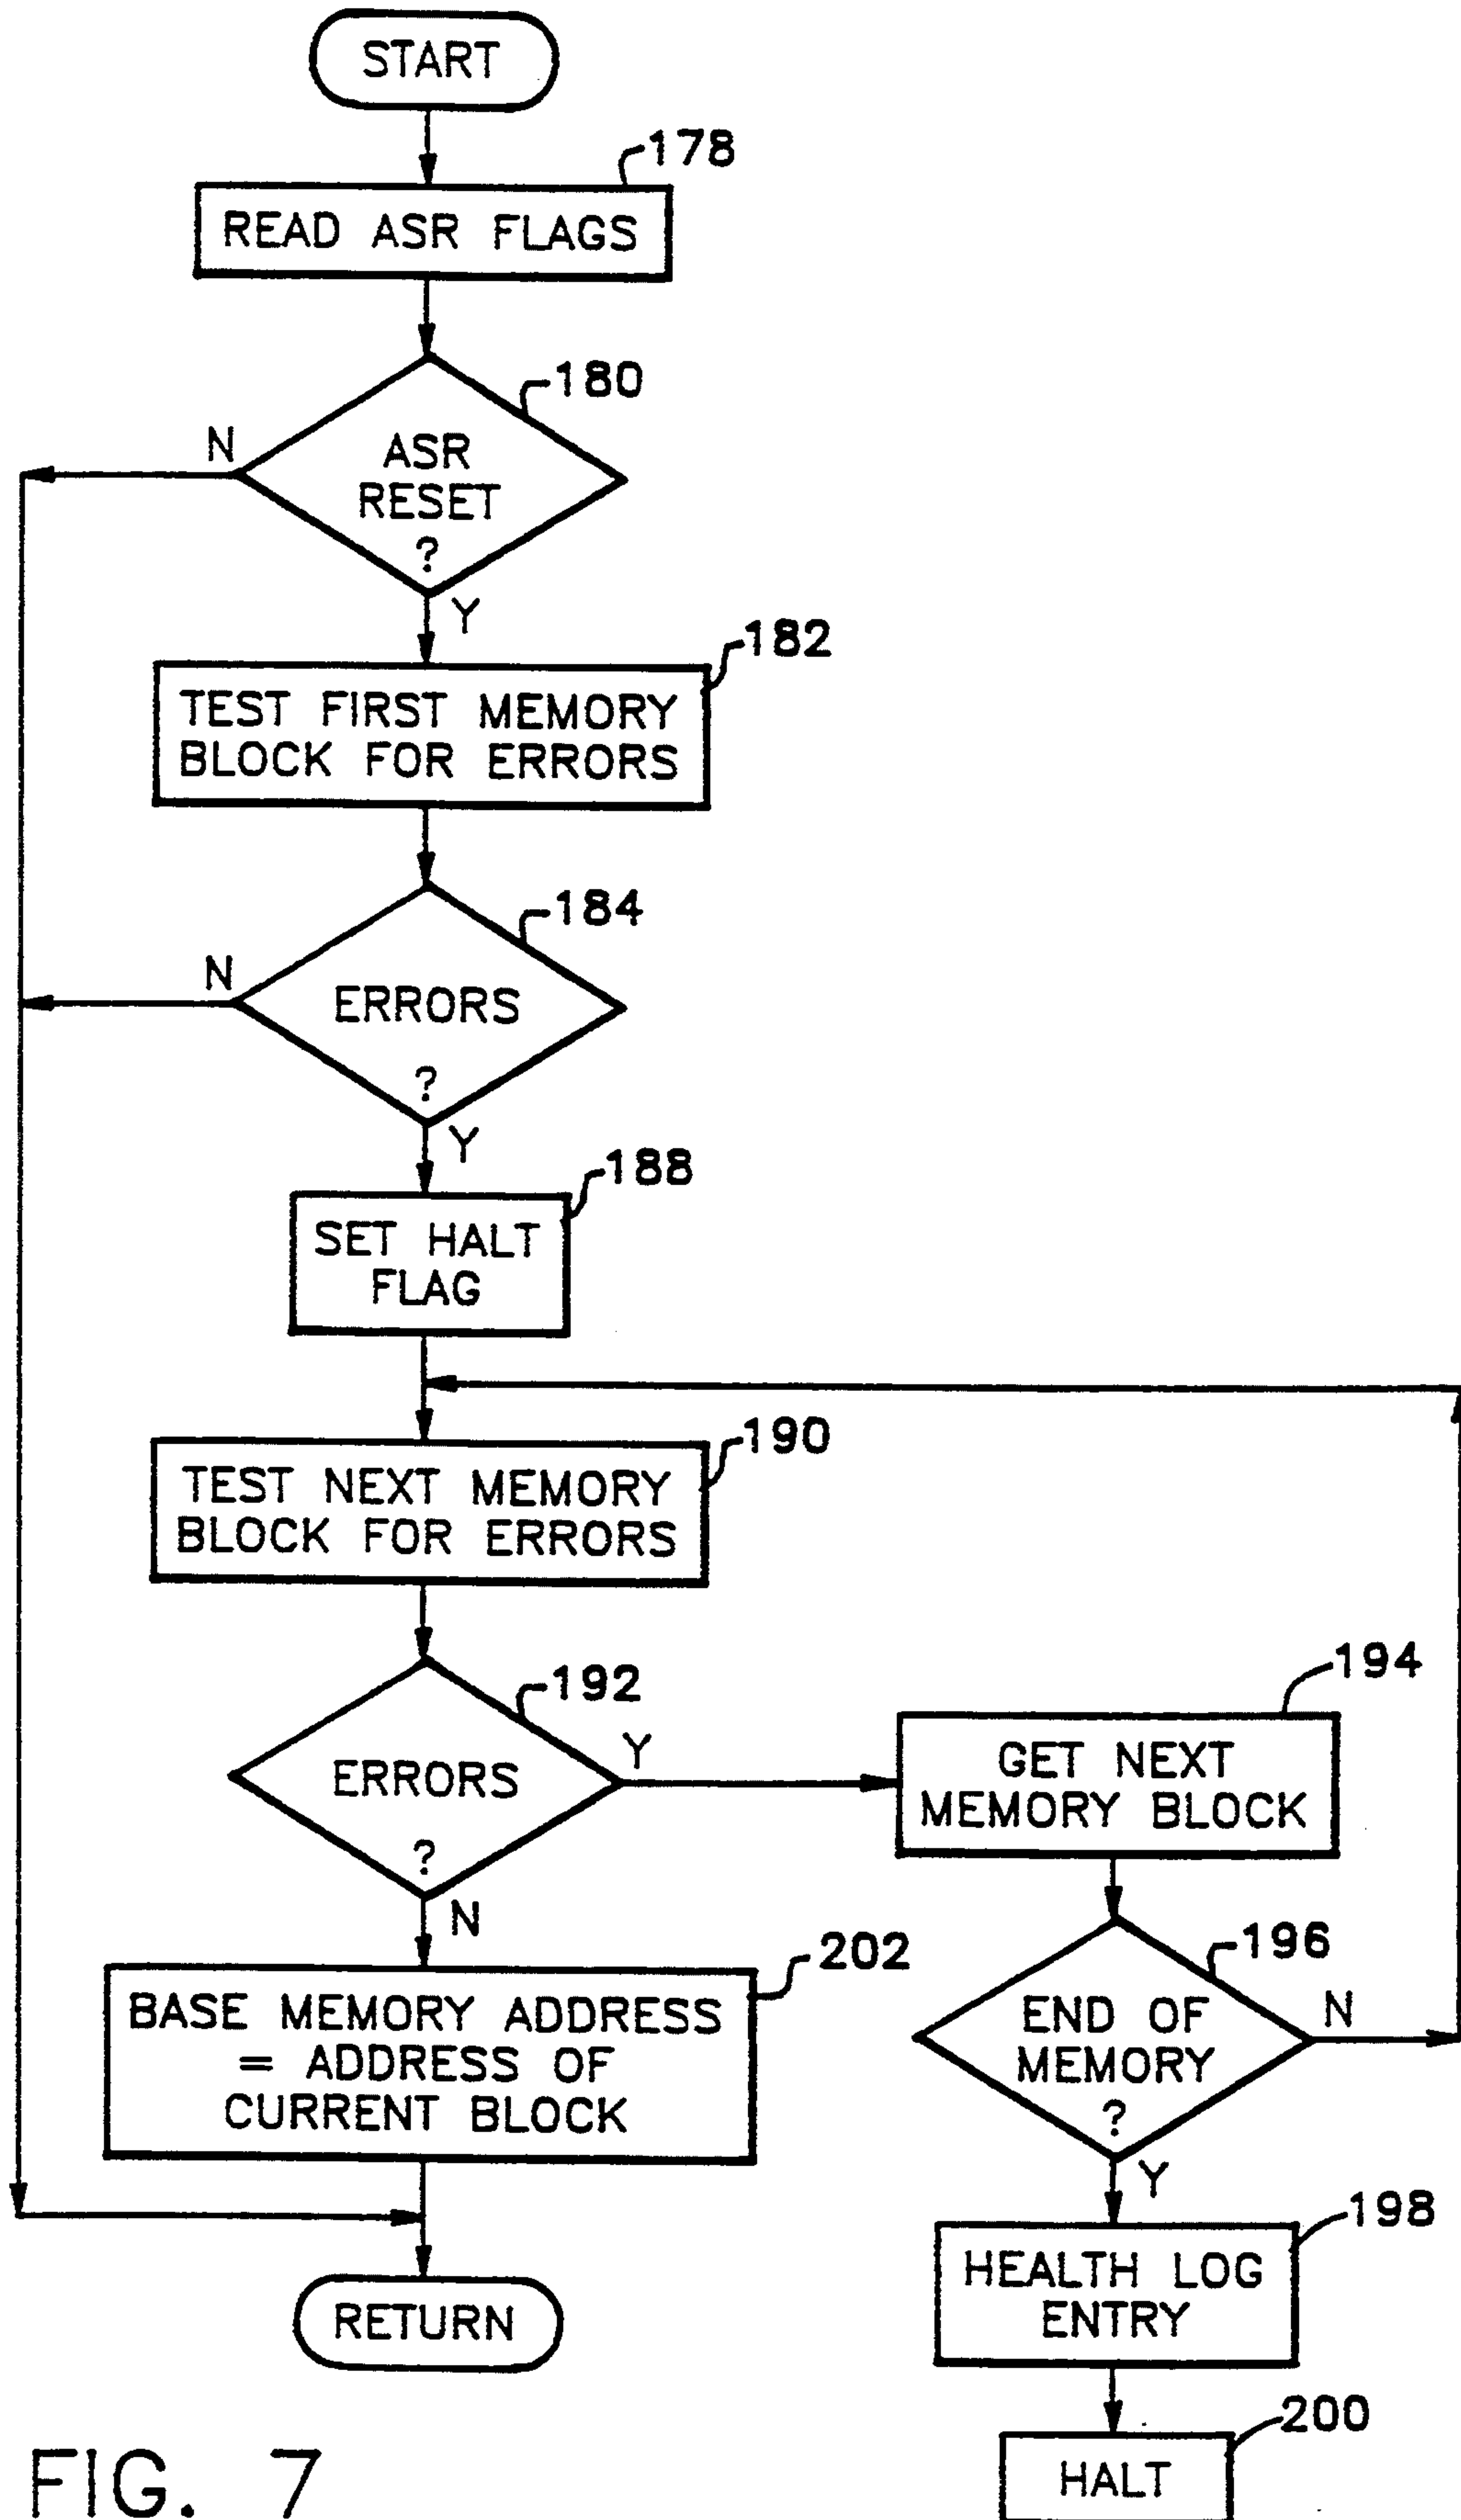 START
178
READ ASR FLAGS
180
N
ASR
RESET
?
Y
182
TEST FIRST MEMORY
BLOCK FOR ERRORS
184
N
ERRORS
?
Y
188
SET HALT
FLAG
190
TEST NEXT MEMORY
BLOCK FOR ERRORS
192
ERRORS
?
Y
N
194
GET NEXT
MEMORY BLOCK
196
END OF
MEMORY
?
N
Y
202
BASE MEMORY ADDRESS
= ADDRESS OF
CURRENT BLOCK
RETURN
198
HEALTH LOG
ENTRY
200
HALT
FIG. 7